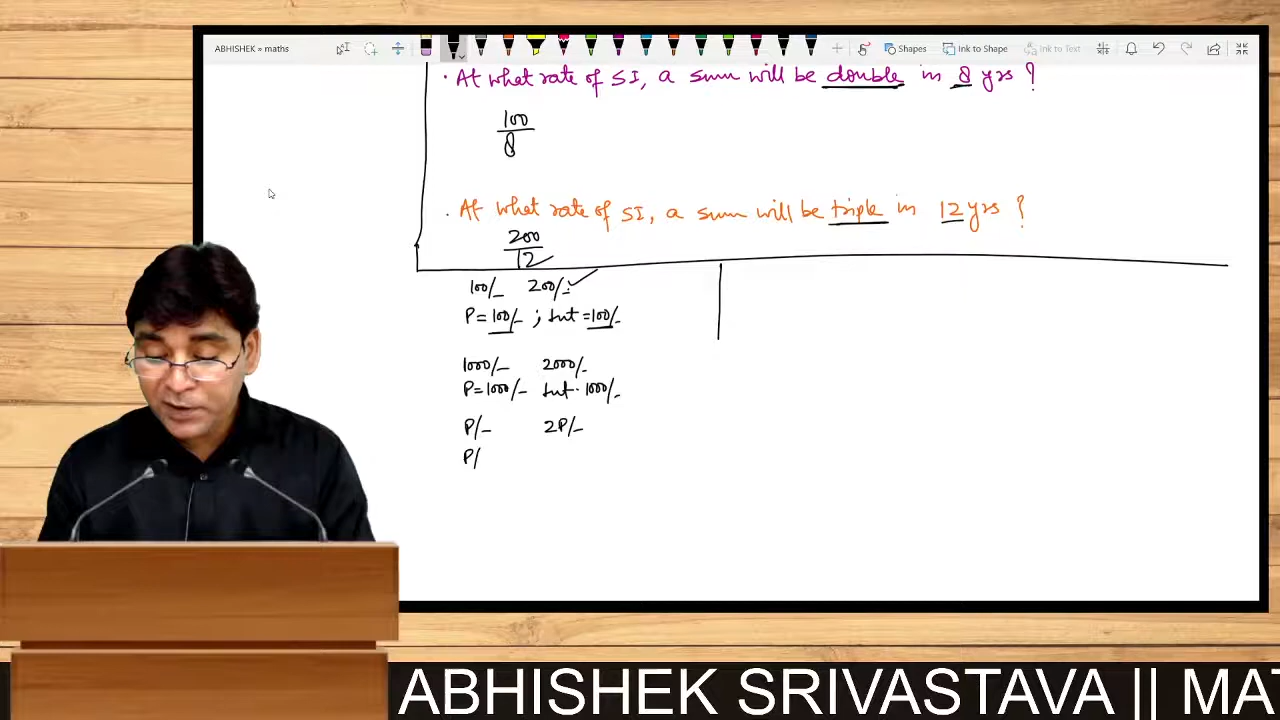 ABHISHEK » maths
Shapes Ink to Shape Ink to Text
· At what rate of SI, a sum will be double in 8 yrs ?
100
8
· At what rate of SI, a sum will be triple in 12 yrs ?
200
12
100/- 200/-
P = 100/- ; Int = 100/-
1000/- 2000/-
P = 1000/- Int · 1000/-
P/- 2P/-
P/
ABHISHEK SRIVASTAVA || MAT